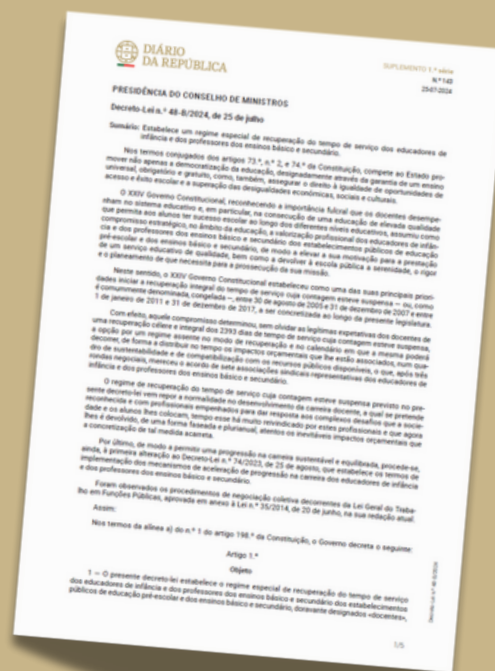 DIÁRIO
DA REPÚBLICA
SUPLEMENTO 1.ª série
N.º 143
25-07-2024
PRESIDÊNCIA DO CONSELHO DE MINISTROS
Decreto-Lei n.º 48-B/2024, de 25 de julho
Sumário: Estabelece um regime especial de recuperação do tempo de serviço dos educadores de
infância e dos professores dos ensinos básico e secundário.
Nos termos conjugados dos artigos 73.º, n.º 2, e 74.º da Constituição, compete ao Estado pro-
mover não apenas a democratização da educação, designadamente através da garantia de um ensino
universal, obrigatório e gratuito, como, também, assegurar o direito à igualdade de oportunidades de
acesso e êxito escolar e a superação das desigualdades económicas, sociais e culturais.
O XXIV Governo Constitucional, reconhecendo a importância fulcral que os docentes desempe-
nham no sistema educativo e, em particular, na consecução de uma educação de elevada qualidade
que permita aos alunos ter sucesso escolar ao longo dos diferentes níveis educativos, assumiu como
compromisso estratégico, no âmbito da educação, a valorização profissional dos educadores de infân-
cia e dos professores dos ensinos básico e secundário dos estabelecimentos públicos de educação
pré-escolar e dos ensinos básico e secundário, de modo a elevar a sua motivação para a prestação
de um serviço educativo de qualidade, bem como a devolver à escola pública a serenidade, o rigor
e o planeamento de que necessita para a prossecução da sua missão.
Neste sentido, o XXIV Governo Constitucional estabeleceu como uma das suas principais priori-
dades iniciar a recuperação integral do tempo de serviço cuja contagem esteve suspensa — ou, como
é comummente denominada, congelada —, entre 30 de agosto de 2005 e 31 de dezembro de 2007 e entre
1 de janeiro de 2011 e 31 de dezembro de 2017, a ser concretizada ao longo da presente legislatura.
Com efeito, aquele compromisso determinou, sem olvidar as legítimas expetativas dos docentes de
uma recuperação célere e integral dos 2393 dias de tempo de serviço cuja contagem esteve suspensa,
a opção por um regime assente no modo de recuperação e no calendário em que a mesma poderá
decorrer, de forma a distribuir no tempo os impactos orçamentais que lhe estão associados, num qua-
dro de sustentabilidade e de compatibilização com os recursos públicos disponíveis, o que, após três
rondas negociais, mereceu o acordo de sete associações sindicais representativas dos educadores de
infância e dos professores dos ensinos básico e secundário.
O regime de recuperação do tempo de serviço cuja contagem esteve suspensa previsto no pre-
sente decreto-lei vem repor a normalidade no desenvolvimento da carreira docente, a qual se pretende
reconhecida e com profissionais empenhados para dar resposta aos complexos desafios que a socie-
dade e os alunos lhes colocam, tempo esse há muito reivindicado por estes profissionais e que agora
lhes é devolvido, de uma forma faseada e plurianual, atentos os inevitáveis impactos orçamentais que
a concretização de tal medida acarreta.
Por último, de modo a permitir uma progressão na carreira sustentável e equilibrada, procede-se,
ainda, à primeira alteração ao Decreto-Lei n.º 74/2023, de 25 de agosto, que estabelece os termos de
implementação dos mecanismos de aceleração de progressão na carreira dos educadores de infância
e dos professores dos ensinos básico e secundário.
Foram observados os procedimentos de negociação coletiva decorrentes da Lei Geral do Traba-
lho em Funções Públicas, aprovada em anexo à Lei n.º 35/2014, de 20 de junho, na sua redação atual.
Assim:
Nos termos da alínea a) do n.º 1 do artigo 198.º da Constituição, o Governo decreta o seguinte:
Artigo 1.º
Objeto
1 — O presente decreto-lei estabelece o regime especial de recuperação do tempo de serviço
dos educadores de infância e dos professores dos ensinos básico e secundário dos estabelecimentos
públicos de educação pré-escolar e dos ensinos básico e secundário, doravante designados «docentes»,
Decreto-Lei n.º 48-B/2024
1/5